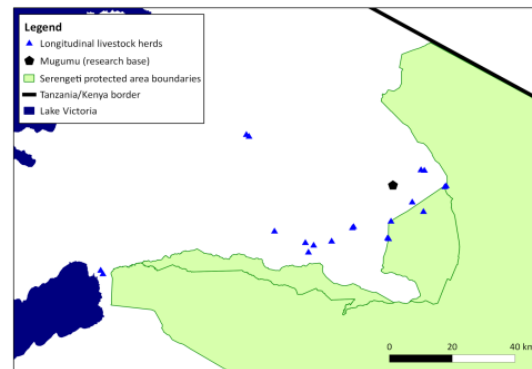 Legend
Longitudinal livestock herds
Mugumu (research base)
Serengeti protected area boundaries
Tanzania/Kenya border
Lake Victoria
0 20 40 km